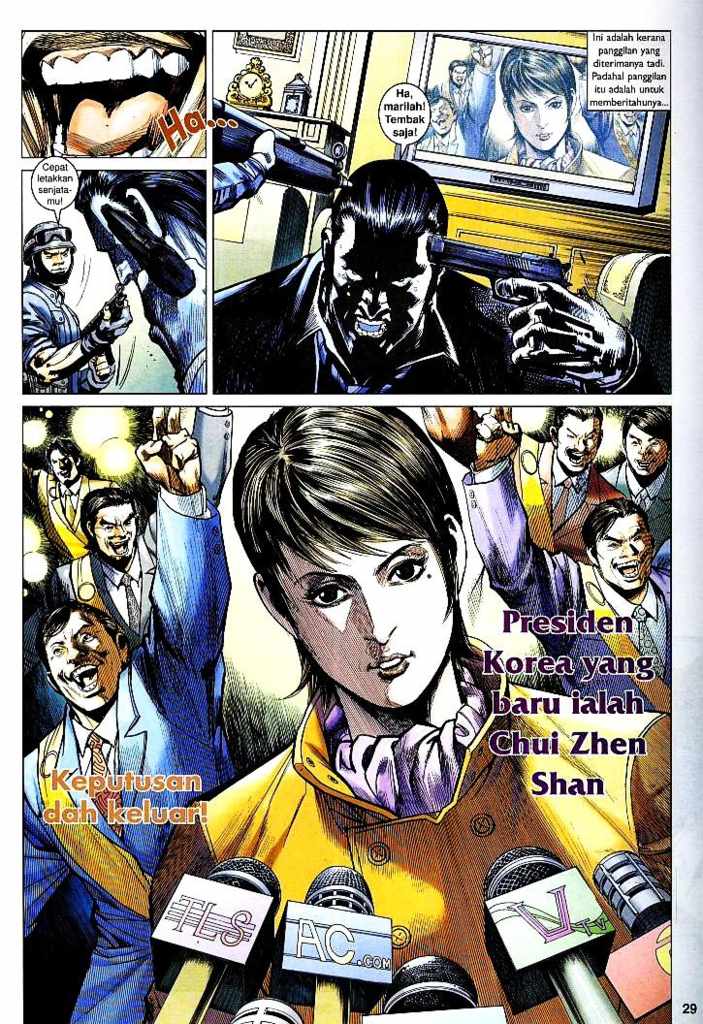 Ha...
Cepat
letakkan
senjata-
mu!
Ha,
marilah!
Tembak
saja!
Ini adalah kerana
panggilan yang
diterimanya tadi.
Padahal panggilan
itu adalah untuk
memberitahunya...
Presiden
Korea yang
baru ialah
Chui Zhen
Shan
Keputusan
dah keluar!
TLS
AC.COM
V TV
29